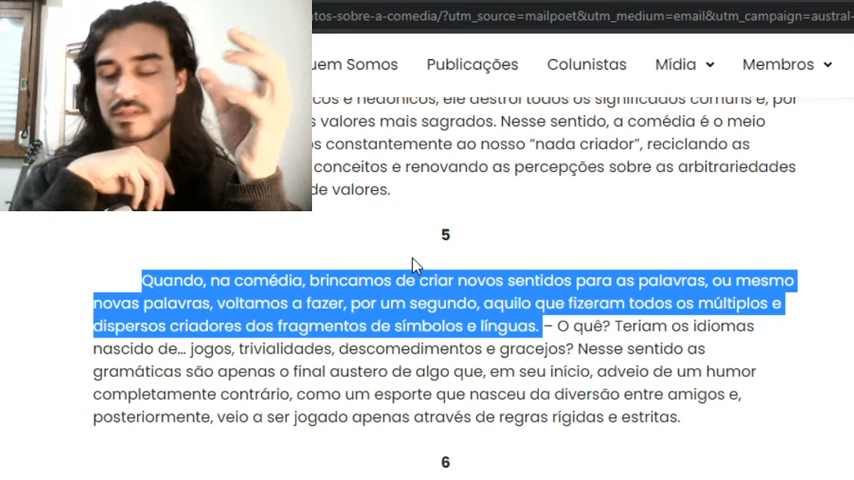 ntos-sobre-a-comedia/?utm_source=mailpoet&utm_medium=email&utm_campaign=austral-
uem Somos Publicações Colunistas Mídia Membros
cos e hedônicos, ele destrói todos os significados comuns e, por
s valores mais sagrados. Nesse sentido, a comédia é o meio
os constantemente ao nosso “nada criador”, reciclando as
conceitos e renovando as percepções sobre as arbitrariedades
de valores.
5
Quando, na comédia, brincamos de criar novos sentidos para as palavras, ou mesmo
novas palavras, voltamos a fazer, por um segundo, aquilo que fizeram todos os múltiplos e
dispersos criadores dos fragmentos de símbolos e línguas. – O quê? Teriam os idiomas
nascido de… jogos, trivialidades, descomedimentos e gracejos? Nesse sentido as
gramáticas são apenas o final austero de algo que, em seu início, adveio de um humor
completamente contrário, como um esporte que nasceu da diversão entre amigos e,
posteriormente, veio a ser jogado apenas através de regras rígidas e estritas.
6